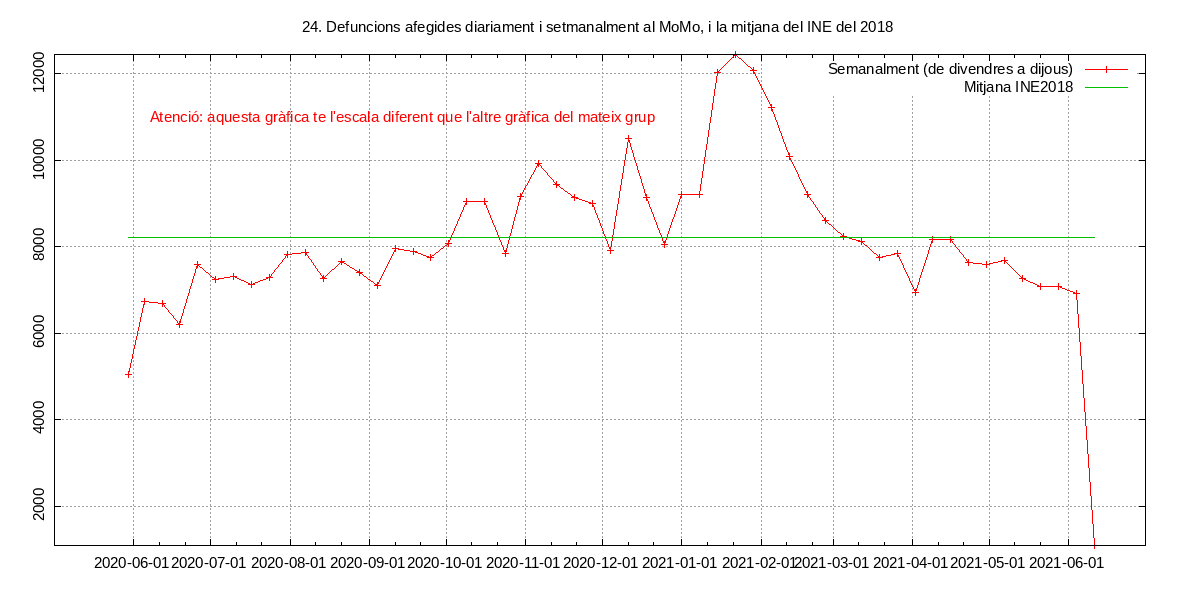 24. Defuncions afegides diariament i setmanalment al MoMo, i la mitjana del INE del 2018
Semanalment (de divendres a dijous)
Mitjana INE2018
Atenció: aquesta gràfica te l'escala diferent que l'altre gràfica del mateix grup
12000
10000
8000
6000
4000
2000
2020-06-01 2020-07-01 2020-08-01 2020-09-01 2020-10-01 2020-11-01 2020-12-01 2021-01-01 2021-02-01 2021-03-01 2021-04-01 2021-05-01 2021-06-01